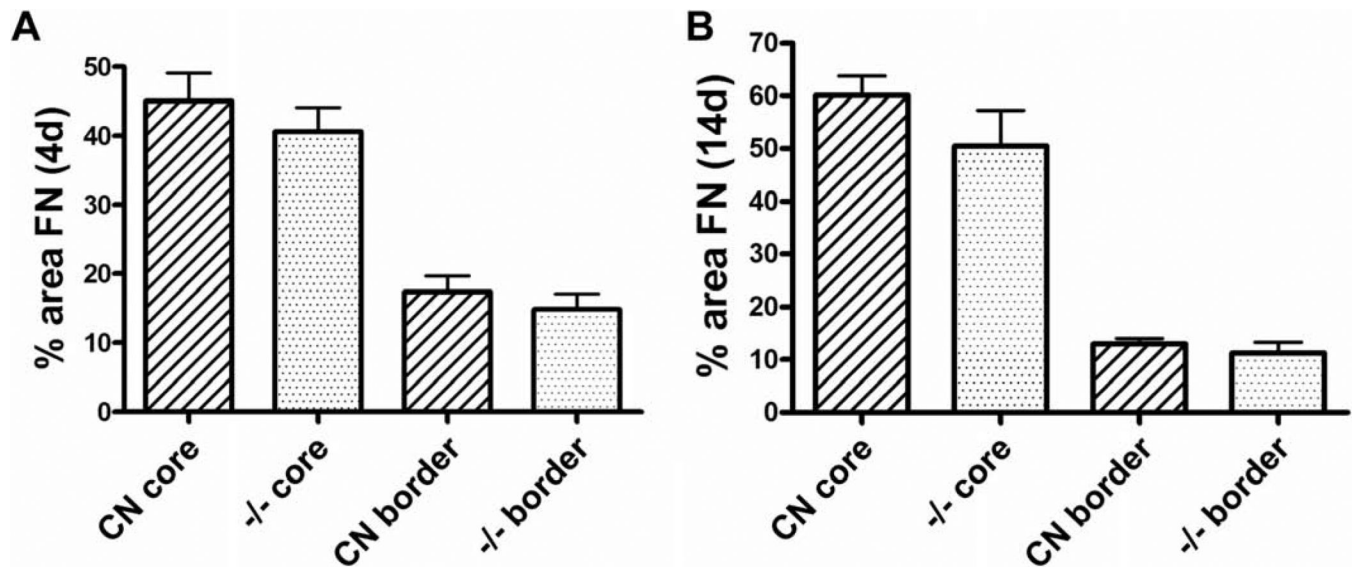 A
% area FN (4d)
50
40
30
20
10
0
CN core
-/- core
CN border
-/- border
B
% area FN (14d)
70
60
50
40
30
20
10
0
CN core
-/- core
CN border
-/- border